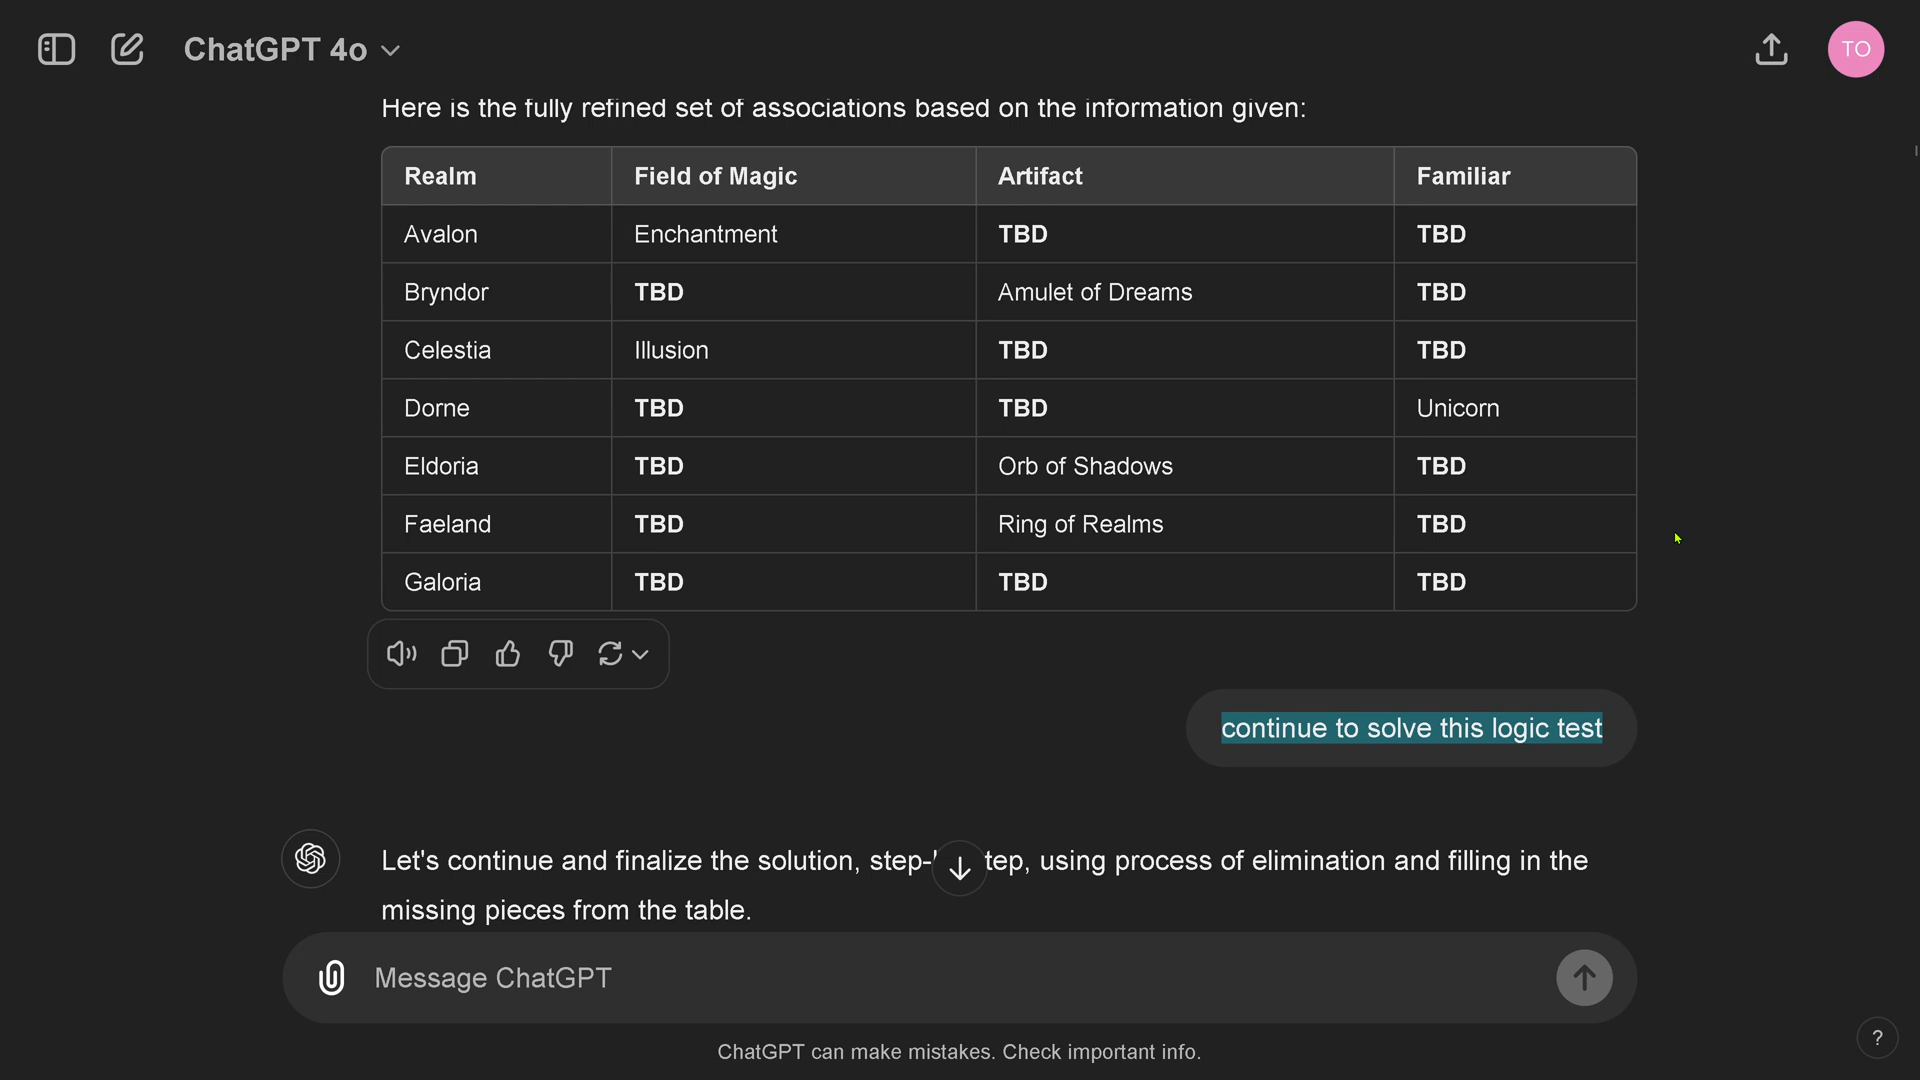 ChatGPT 4o
TO
Here is the fully refined set of associations based on the information given:
Realm Field of Magic Artifact Familiar
Avalon Enchantment TBD TBD
Bryndor TBD Amulet of Dreams TBD
Celestia Illusion TBD TBD
Dorne TBD TBD Unicorn
Eldoria TBD Orb of Shadows TBD
Faeland TBD Ring of Realms TBD
Galoria TBD TBD TBD
continue to solve this logic test
Let's continue and finalize the solution, step- tep, using process of elimination and filling in the
missing pieces from the table.
Message ChatGPT
ChatGPT can make mistakes. Check important info.
?